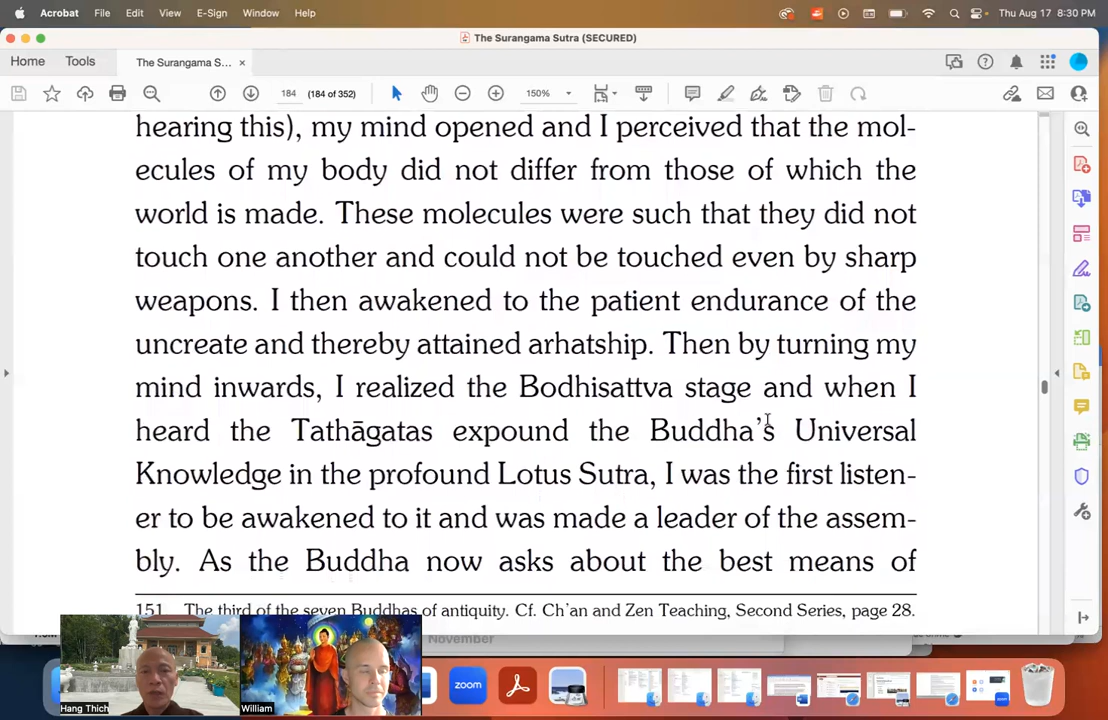 Acrobat File Edit View E-Sign Window Help Thu Aug 17 8:30 PM
The Surangama Sutra (SECURED)
Home Tools The Surangama S... ×
184 (184 of 352) 150%
hearing this), my mind opened and I perceived that the mol-
ecules of my body did not differ from those of which the
world is made. These molecules were such that they did not
touch one another and could not be touched even by sharp
weapons. I then awakened to the patient endurance of the
uncreate and thereby attained arhatship. Then by turning my
mind inwards, I realized the Bodhisattva stage and when I
heard the Tathāgatas expound the Buddha’s Universal
Knowledge in the profound Lotus Sutra, I was the first listen-
er to be awakened to it and was made a leader of the assem-
bly. As the Buddha now asks about the best means of
151. The third of the seven Buddhas of antiquity. Cf. Ch’an and Zen Teaching, Second Series, page 28.
November
zoom
Hang Thich William